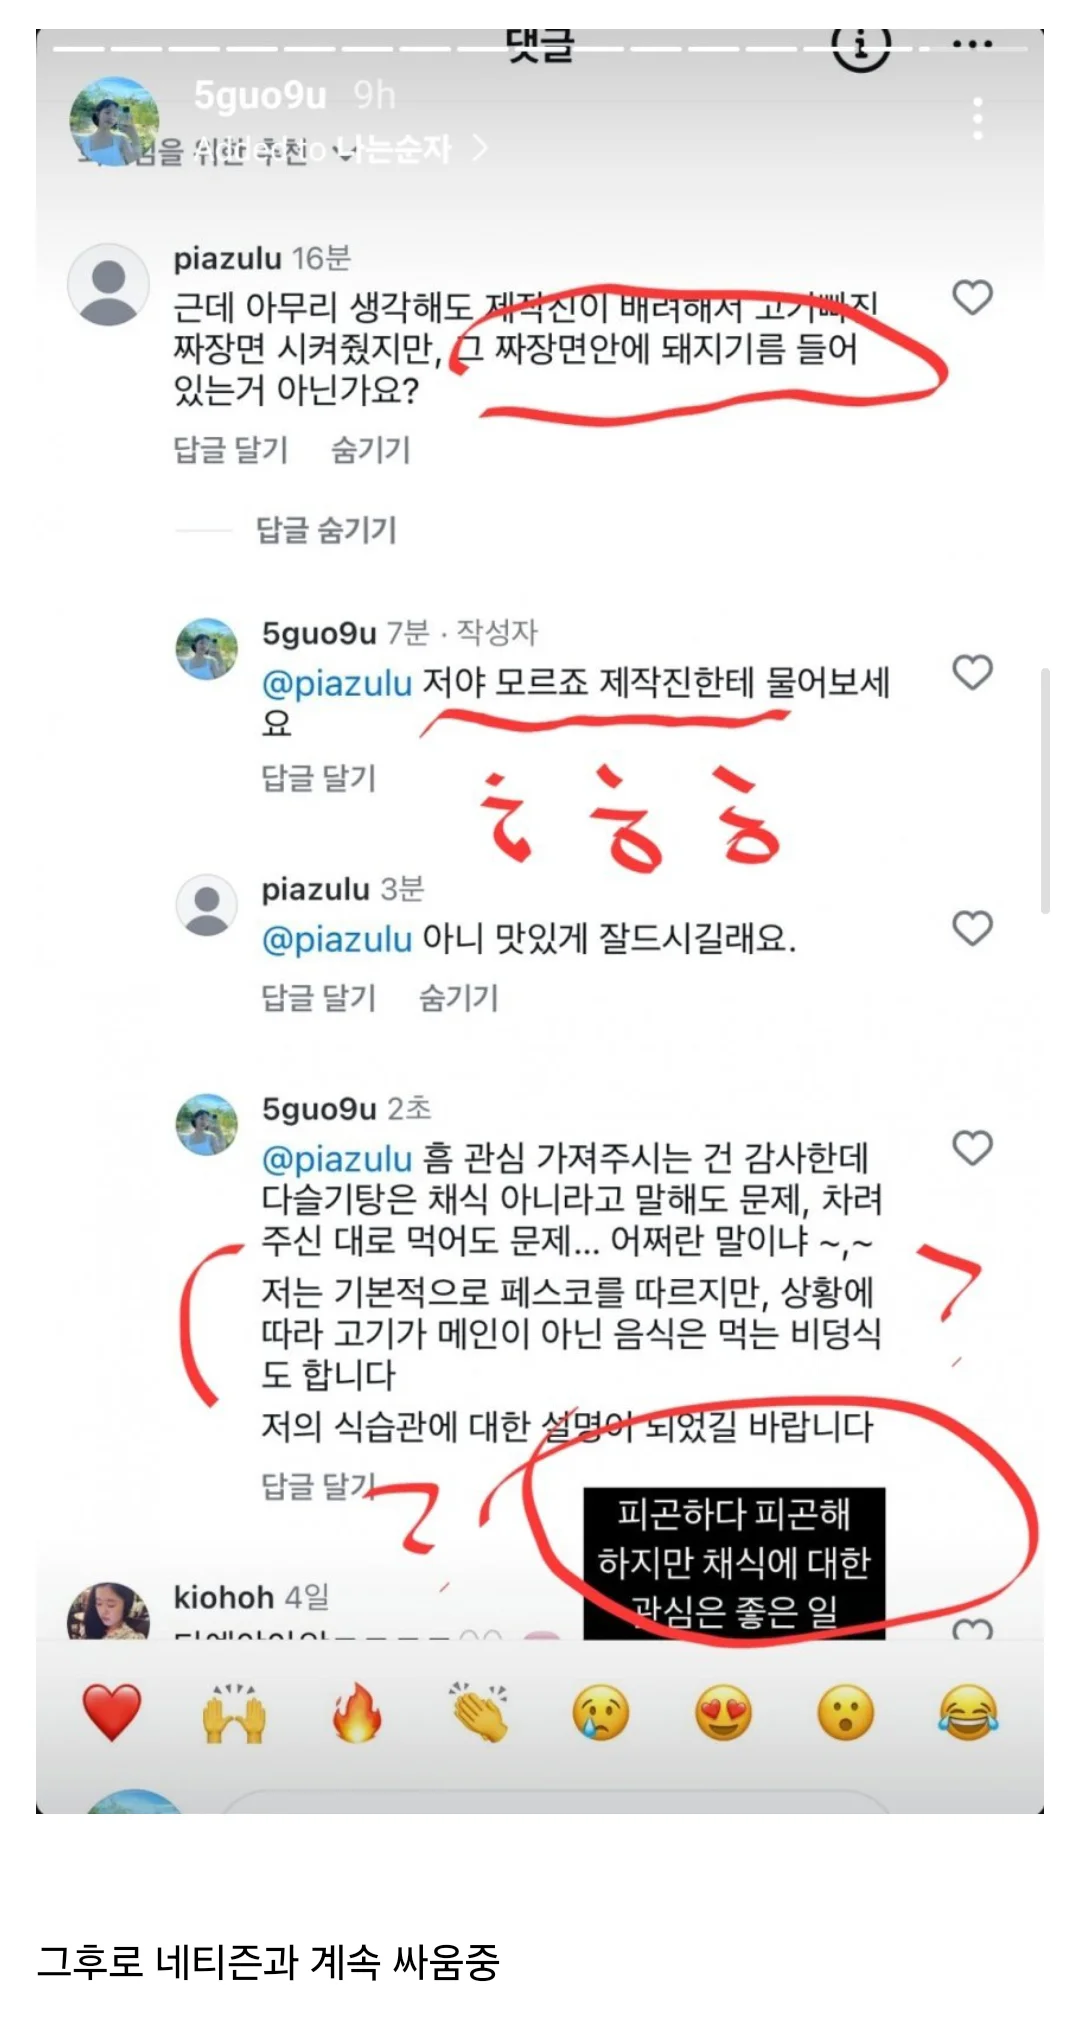 댓글
5guo9u 9h
Added to 나는순자
님을 위한 추천
piazulu 16분
근데 아무리 생각해도 제작진이 배려해서 고기빠진
짜장면 시켜줬지만, 그 짜장면안에 돼지기름 들어
있는거 아닌가요?
답글 달기 숨기기
답글 숨기기
5guo9u 7분 · 작성자
@piazulu 저야 모르죠 제작진한테 물어보세
요
답글 달기
ㅎ ㅎ ㅎ
piazulu 3분
@piazulu 아니 맛있게 잘드시길래요.
답글 달기 숨기기
5guo9u 2초
@piazulu 흠 관심 가져주시는 건 감사한데
다슬기탕은 채식 아니라고 말해도 문제, 차려
주신 대로 먹어도 문제... 어쩌란 말이냐 ~,~
저는 기본적으로 페스코를 따르지만, 상황에
따라 고기가 메인이 아닌 음식은 먹는 비덩식
도 합니다
저의 식습관에 대한 설명이 되었길 바랍니다
답글 달기
피곤하다 피곤해
하지만 채식에 대한
관심은 좋은 일
kiohoh 4일
그후로 네티즌과 계속 싸움중